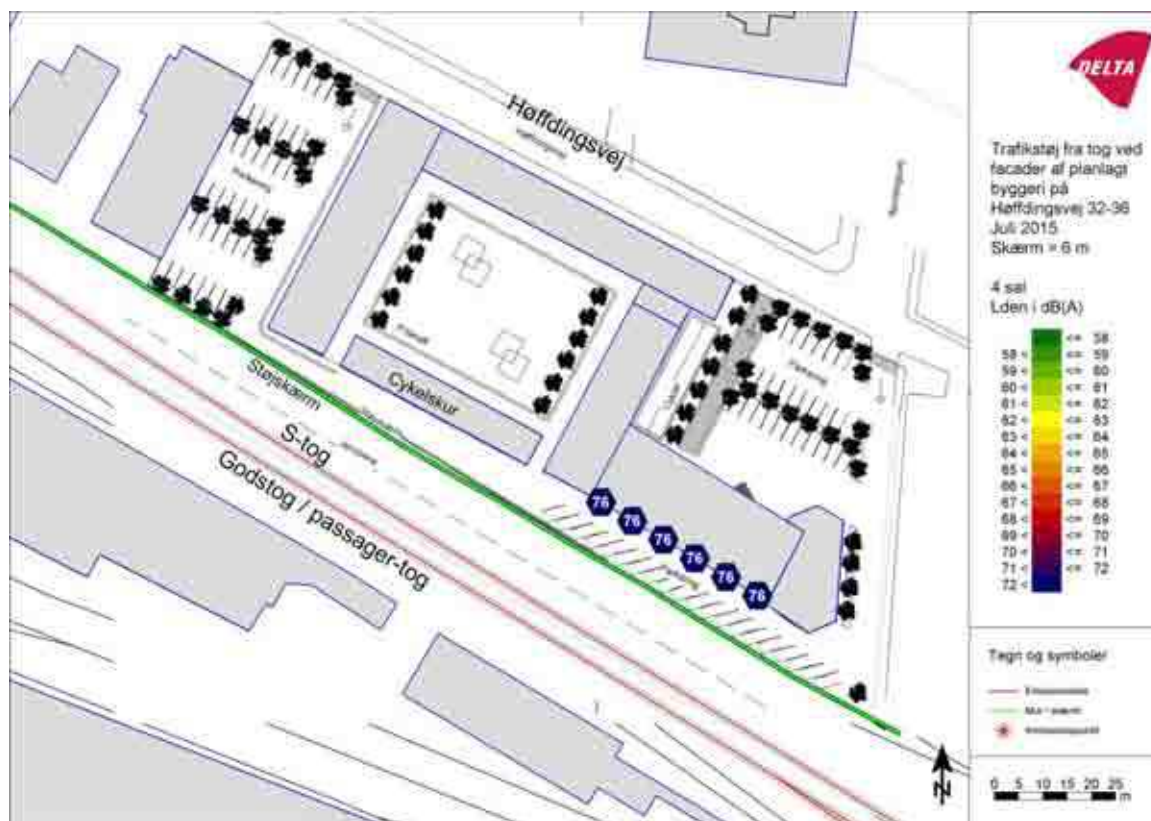 Høffdingsvej
Støjskærm
Cykelskur
S-tog
Godstog / passager-tog
Parkering
76
76
76
76
76
76
DELTA
Trafikstøj fra tog ved
facader af planlagt
byggeri på
Høffdingsvej 32-36
Juli 2015
Skærm = 6 m
4 sal
Lden i dB(A)
<= 58
58 < <= 59
59 < <= 60
60 < <= 61
61 < <= 62
62 < <= 63
63 < <= 64
64 < <= 65
65 < <= 66
66 < <= 67
67 < <= 68
68 < <= 69
69 < <= 70
70 < <= 71
71 < <= 72
72 <
Tegn og symboler
N
0 5 10 15 20 25
m